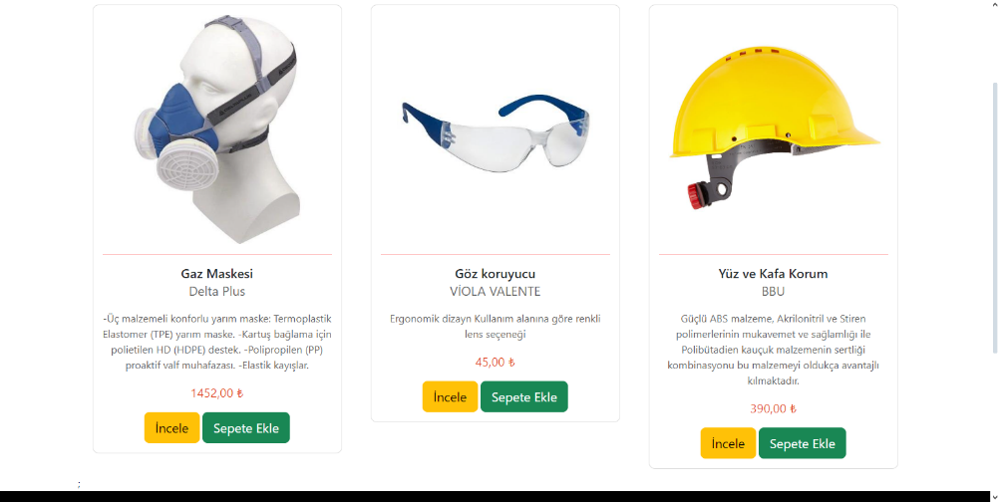 Gaz Maskesi
Delta Plus
-Üç malzemeli konforlu yarım maske: Termoplastik
Elastomer (TPE) yarım maske. -Kartuş bağlama için
polietilen HD (HDPE) destek. -Polipropilen (PP)
proaktif valf muhafazası. -Elastik kayışlar.
1452,00 ₺
İncele Sepete Ekle
Göz koruyucu
VİOLA VALENTE
Ergonomik dizayn Kullanım alanına göre renkli
lens seçeneği
45,00 ₺
İncele Sepete Ekle
Yüz ve Kafa Korum
BBU
Güçlü ABS malzeme, Akrilonitril ve Stiren
polimerlerinin mukavemet ve sağlamlığı ile
Polibütadien kauçuk malzemenin sertliği
kombinasyonu bu malzemeyi oldukça avantajlı
kılmaktadır.
390,00 ₺
İncele Sepete Ekle
;